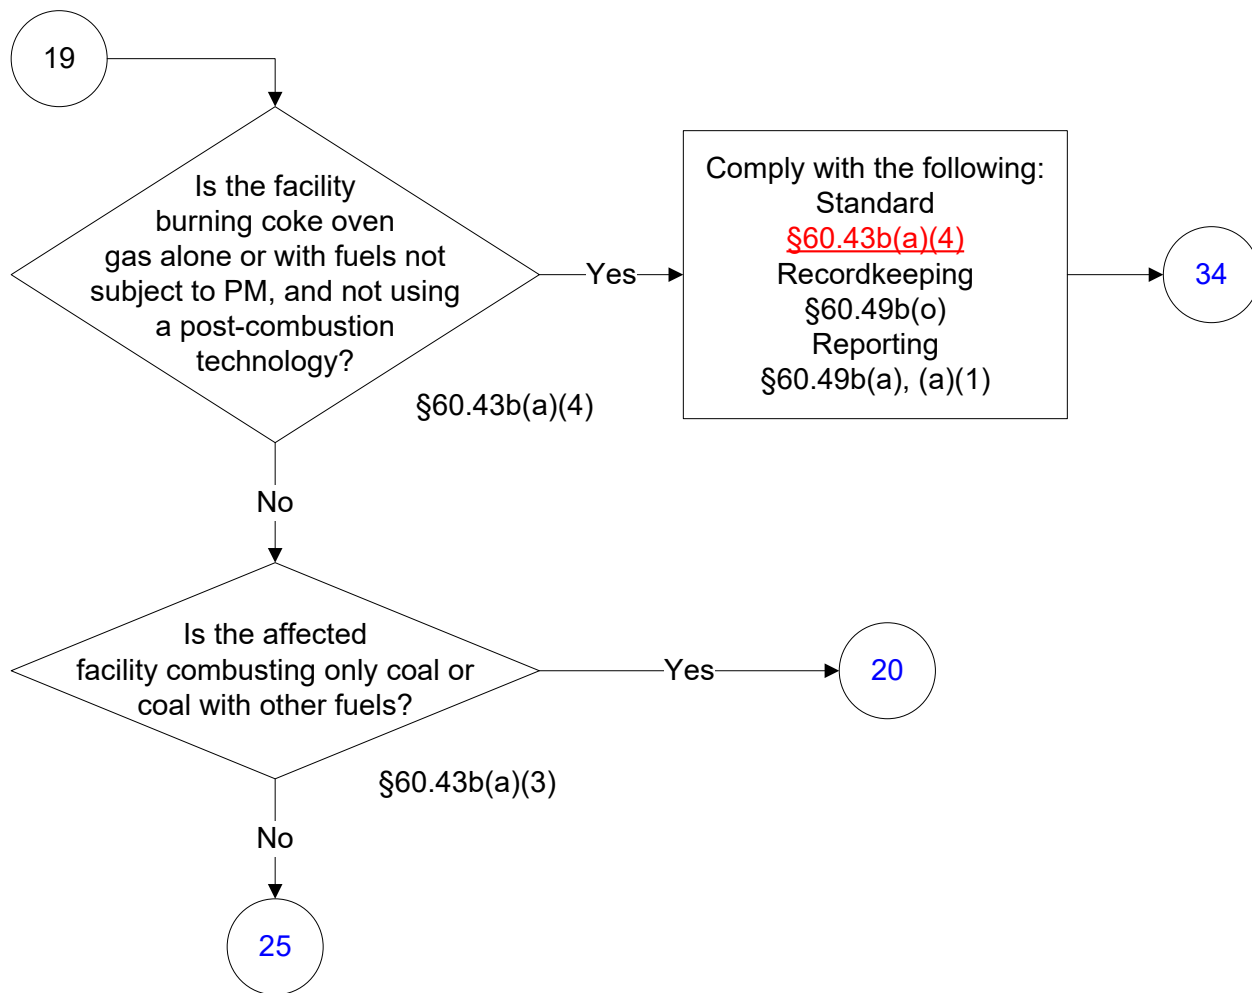 19
Is the facility
burning coke oven
gas alone or with fuels not
subject to PM, and not using
a post-combustion
technology?
§60.43b(a)(4)
Yes
Comply with the following:
Standard
§60.43b(a)(4)
Recordkeeping
§60.49b(o)
Reporting
§60.49b(a), (a)(1)
34
No
Is the affected
facility combusting only coal or
coal with other fuels?
§60.43b(a)(3)
Yes
20
No
25